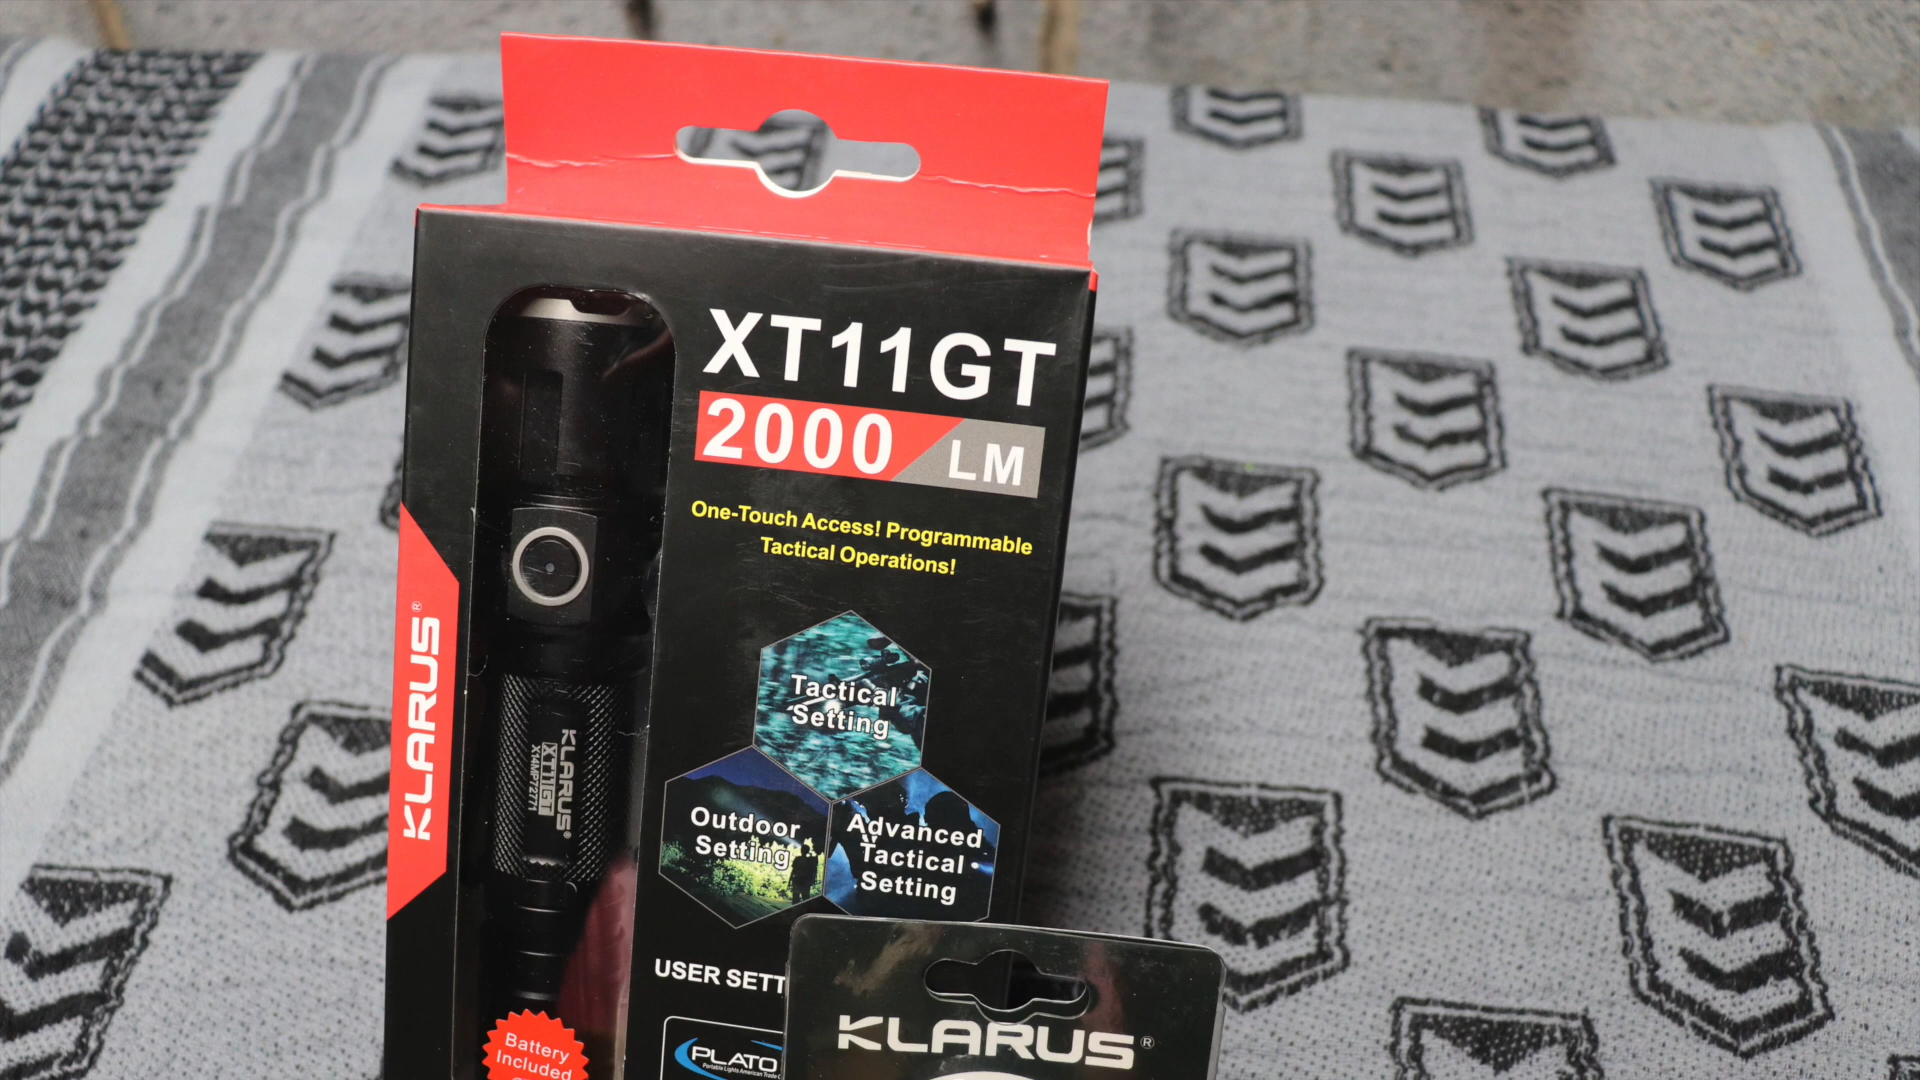 XT11GT
2000 LM
One-Touch Access! Programmable
Tactical Operations!
KLARUS®
KLARUS®
XT11GT
Tactical
Setting
Outdoor
Setting
Advanced
Tactical
Setting
USER SETT
PLATO
Battery
Included
KLARUS®